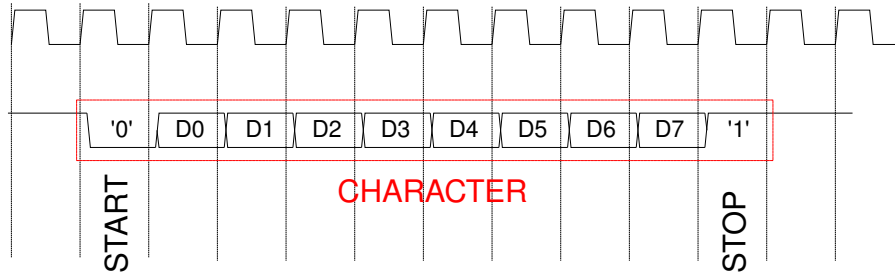 '0' D0 D1 D2 D3 D4 D5 D6 D7 '1'
CHARACTER
START
STOP